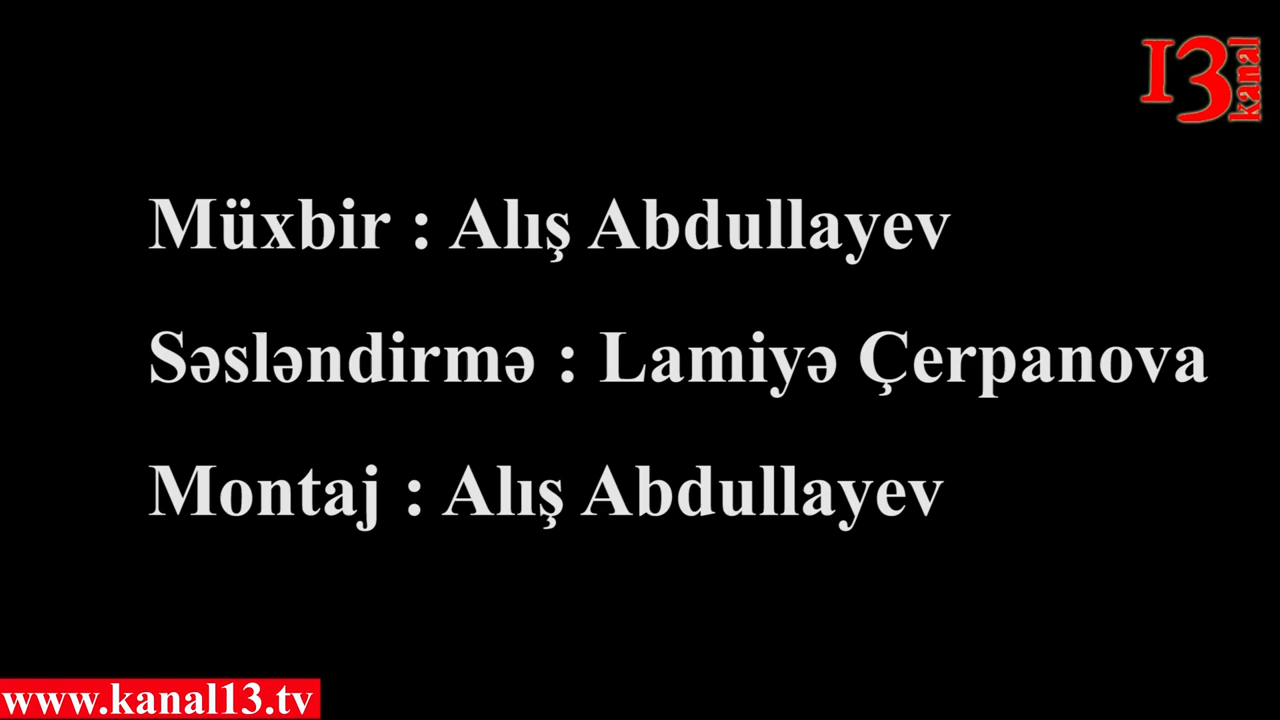 13 kanal
Müxbir : Alış Abdullayev
Səsləndirmə : Lamiyə Çerpanova
Montaj : Alış Abdullayev
www.kanal13.tv